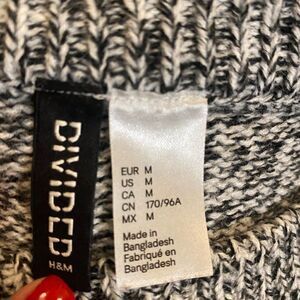 DIVIDED
H&M
EUR M
US M
CA M
CN 170/96A
MX M
Made in
Bangladesh
Fabriqué en
Bangladesh